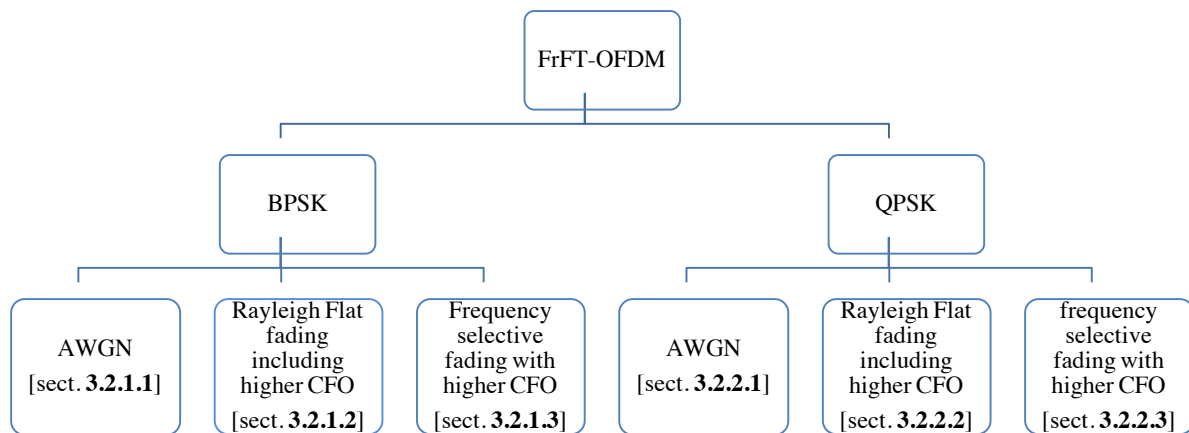 FrFT-OFDM
BPSK
QPSK
AWGN
[sect. 3.2.1.1]
Rayleigh Flat
fading
including
higher CFO
[sect. 3.2.1.2]
Frequency
selective
fading with
higher CFO
[sect. 3.2.1.3]
AWGN
[sect. 3.2.2.1]
Rayleigh Flat
fading
including
higher CFO
[sect. 3.2.2.2]
frequency
selective
fading with
higher CFO
[sect. 3.2.2.3]